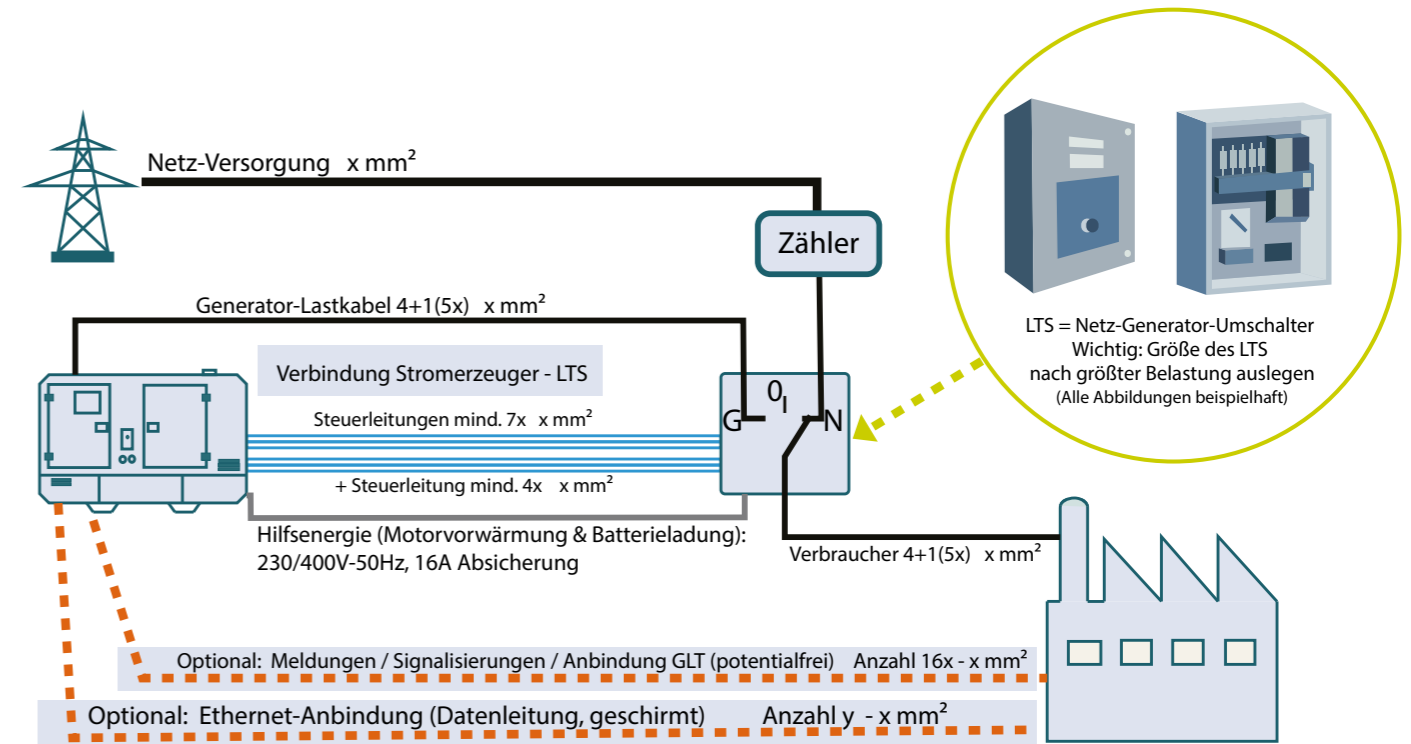 Netz-Versorgung x mm²
Zähler
Generator-Lastkabel 4+1(5x) x mm²
LTS = Netz-Generator-Umschalter
Wichtig: Größe des LTS
nach größter Belastung auslegen
(Alle Abbildungen beispielhaft)
Verbindung Stromerzeuger - LTS
0
I
G
N
Steuerleitungen mind. 7x x mm²
+ Steuerleitung mind. 4x x mm²
Hilfsenergie (Motorvorwärmung & Batterieladung):
230/400V-50Hz, 16A Absicherung
Verbraucher 4+1(5x) x mm²
Optional: Meldungen / Signalisierungen / Anbindung GLT (potentialfrei) Anzahl 16x - x mm²
Optional: Ethernet-Anbindung (Datenleitung, geschirmt) Anzahl y - x mm²